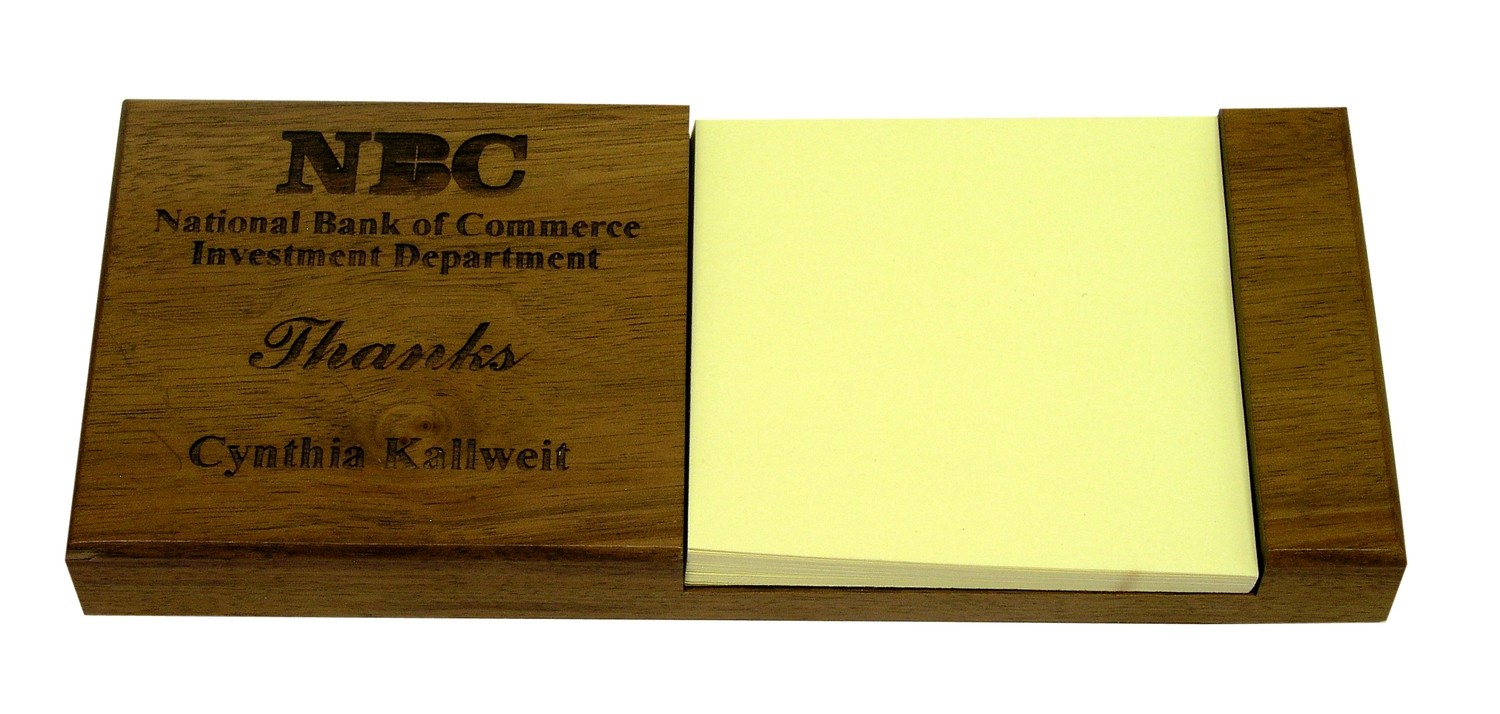 NBC
National Bank of Commerce
Investment Department
Thanks
Cynthia Kallweit